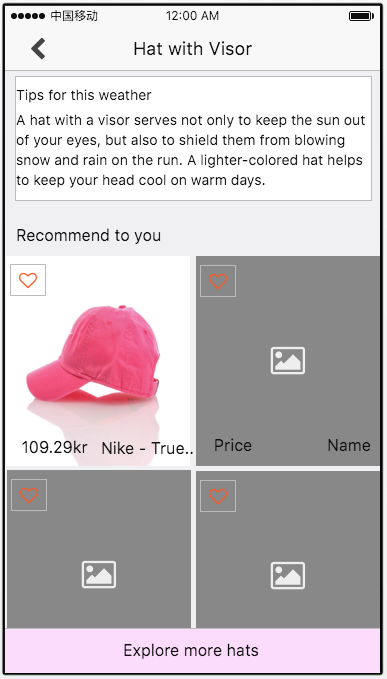 中国移动 12:00 AM
Hat with Visor
Tips for this weather
A hat with a visor serves not only to keep the sun out
of your eyes, but also to shield them from blowing
snow and rain on the run. A lighter-colored hat helps
to keep your head cool on warm days.
Recommend to you
109.29kr Nike - True..
Price Name
Explore more hats